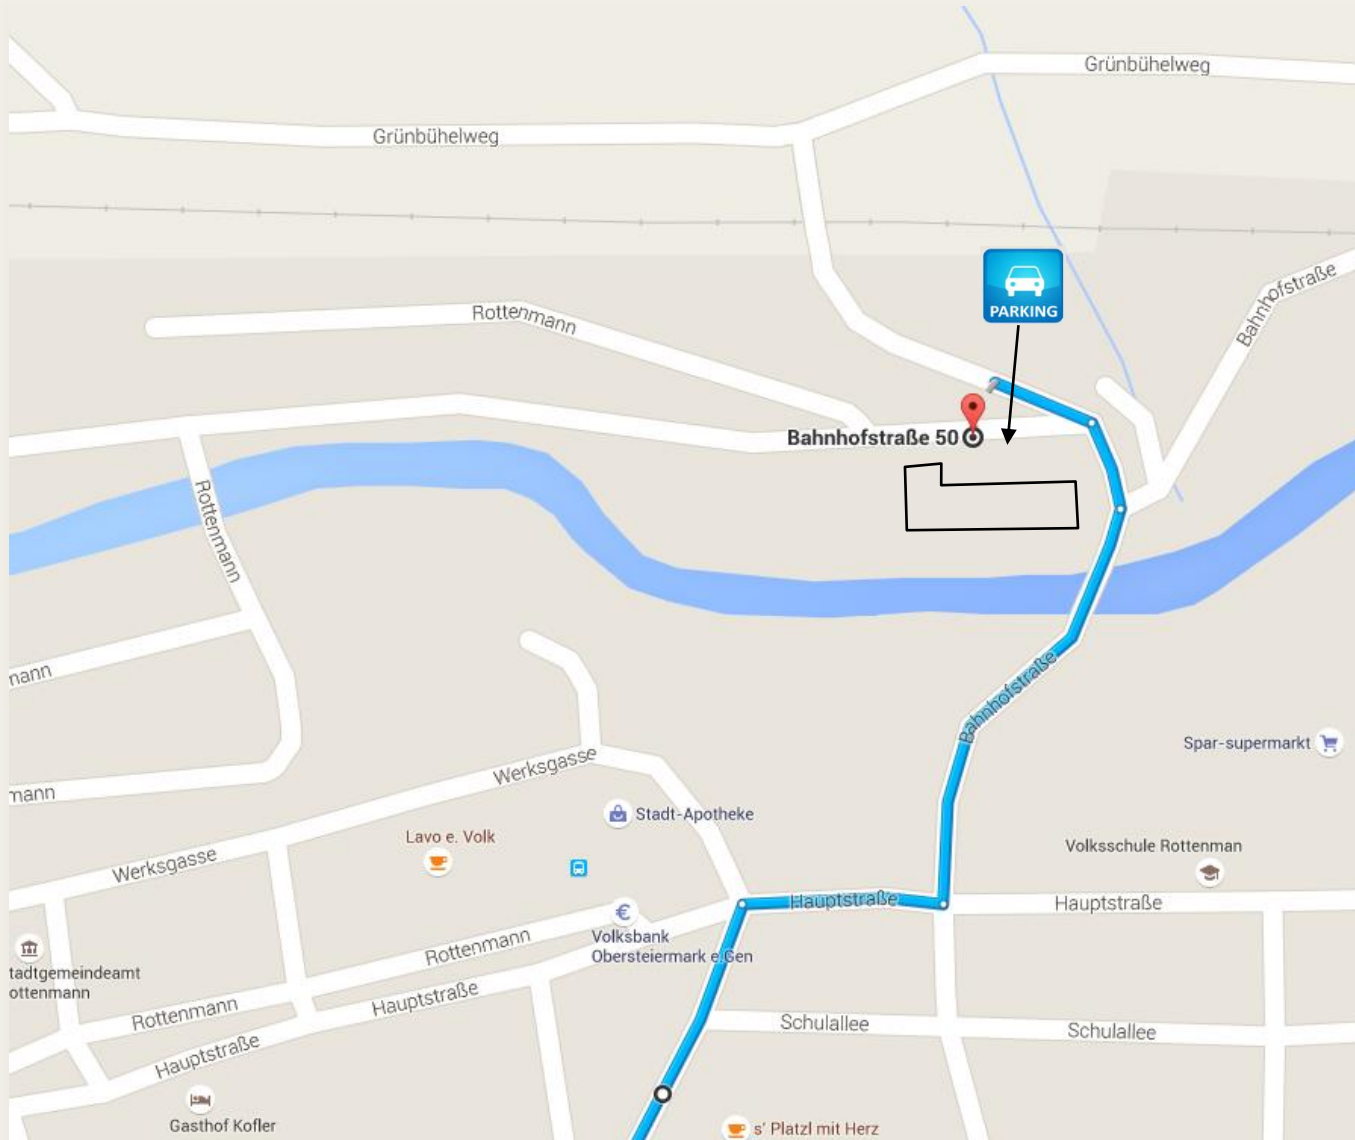 Grünbühelweg
Grünbühelweg
Bahnhofstraße
PARKING
Rottenmann
Bahnhofstraße 50
Rottenmann
Bahnhofstraße
mann
Spar-supermarkt
Werksgasse
mann
Stadt-Apotheke
Lavo e. Volk
Volksschule Rottenman
Werksgasse
Hauptstraße
Hauptstraße
€
Volksbank
Obersteiermark e.Gen
Rottenmann
tadtgemeindeamt
ottenmann
Hauptstraße
Rottenmann
Schulallee
Schulallee
Hauptstraße
Gasthof Kofler
s' Platzl mit Herz